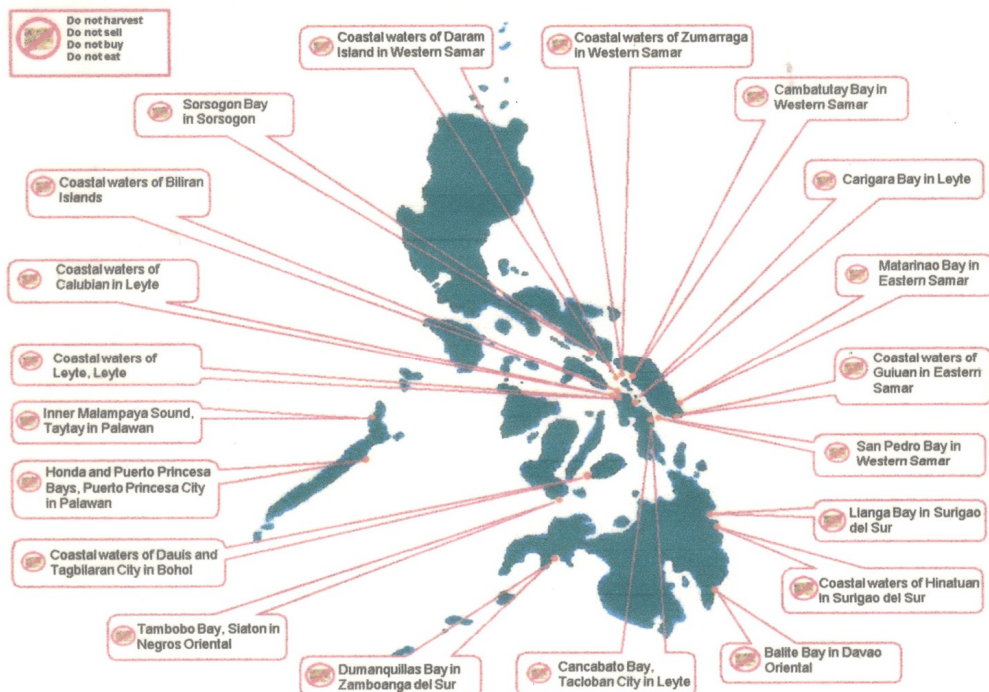 Do not harvest
Do not sell
Do not buy
Do not eat
Coastal waters of Daram
Island in Western Samar
Coastal waters of Zumarraga
in Western Samar
Cambatutay Bay in
Western Samar
Sorsogon Bay
in Sorsogon
Coastal waters of Biliran
Islands
Carigara Bay in Leyte
Coastal waters of
Calubian in Leyte
Matarinao Bay in
Eastern Samar
Coastal waters of
Leyte, Leyte
Coastal waters of
Guiuan in Eastern
Samar
Inner Malampaya Sound,
Taytay in Palawan
San Pedro Bay in
Western Samar
Honda and Puerto Princesa
Bays, Puerto Princesa City
in Palawan
Lianga Bay in Surigao
del Sur
Coastal waters of Dauis and
Tagbilaran City in Bohol
Coastal waters of Hinatuan
in Surigao del Sur
Tambobo Bay, Siaton in
Negros Oriental
Dumanquillas Bay in
Zamboanga del Sur
Cancabato Bay,
Tacloban City in Leyte
Balite Bay in Davao
Oriental